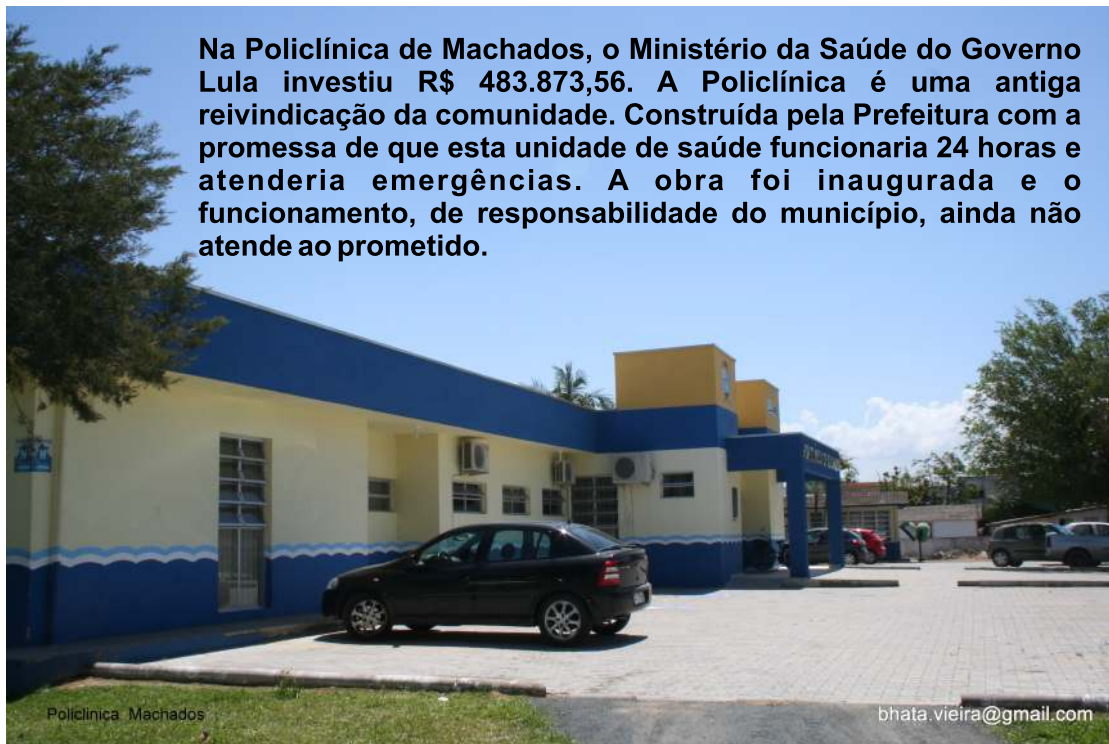 Na Policlínica de Machados, o Ministério da Saúde do Governo
Lula investiu R$ 483.873,56. A Policlínica é uma antiga
reivindicação da comunidade. Construída pela Prefeitura com a
promessa de que esta unidade de saúde funcionaria 24 horas e
atenderia emergências. A obra foi inaugurada e o
funcionamento, de responsabilidade do município, ainda não
atende ao prometido.
Policlinica Machados
bhata.vieira@gmail.com